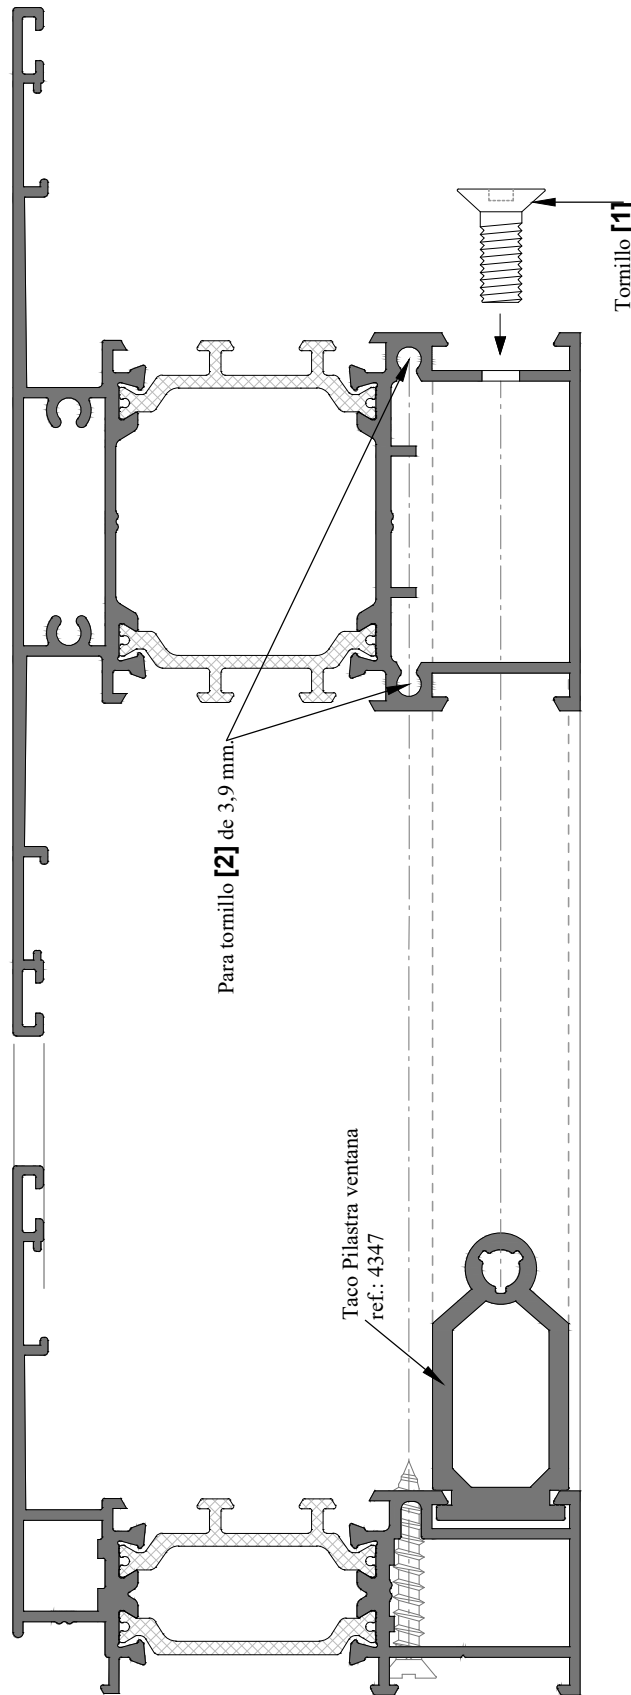 Tornillo [1]
Para tornillo [2] de 3,9 mm.
Taco Pilastra ventana
ref.: 4347